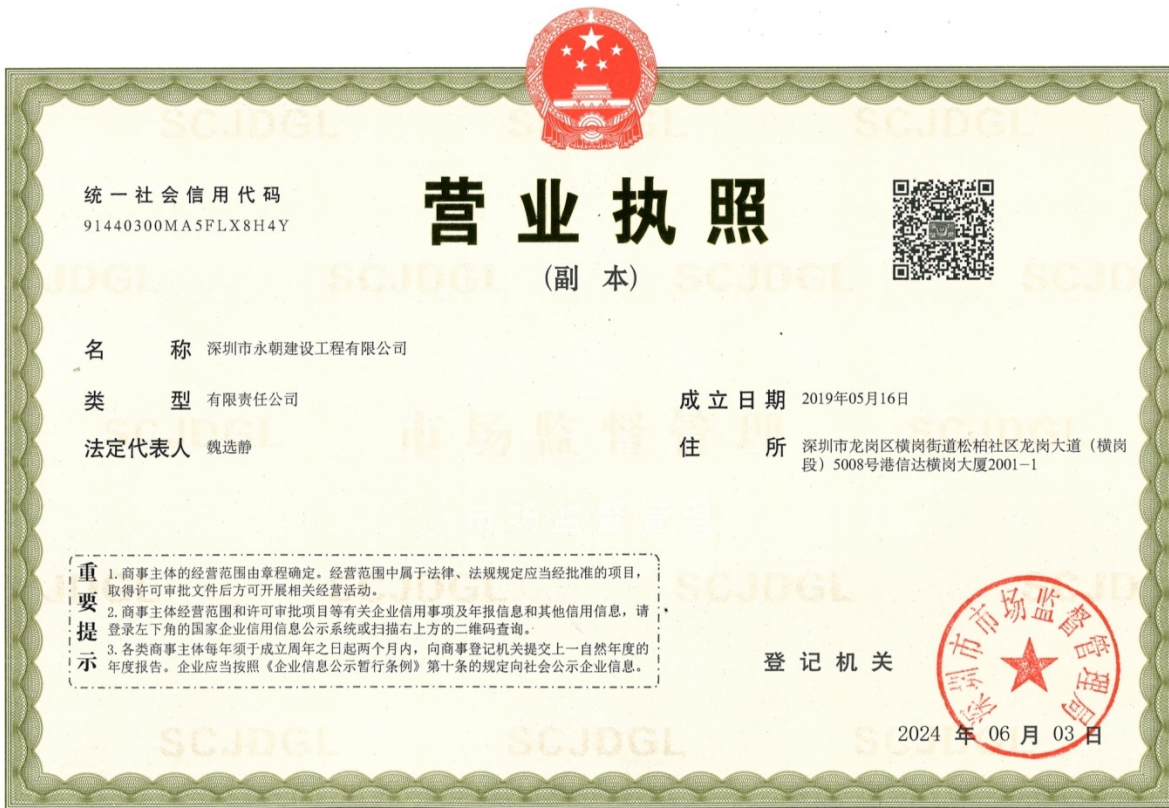 统一社会信用代码
91440300MA5FLX8H4Y
营业执照
(副 本)
名 称 深圳市永朝建设工程有限公司
类 型 有限责任公司
成立日期 2019年05月16日
法定代表人 魏选静
住 所 深圳市龙岗区横岗街道松柏社区龙岗大道（横岗
段）5008号港信达横岗大厦2001-1
重要提示
1.商事主体的经营范围由章程确定。经营范围中属于法律、法规规定应当经批准的项目，
取得许可审批文件后方可开展相关经营活动。
2.商事主体经营范围和许可审批项目等有关企业信用事项及年报信息和其他信用信息，请
登录左下角的国家企业信用信息公示系统或扫描右上方的二维码查询。
3.各类商事主体每年须于成立周年之日起两个月内，向商事登记机关提交上一自然年度的
年度报告。企业应当按照《企业信息公示暂行条例》第十条的规定向社会公示企业信息。
登记机关
深圳市市场监督管理局
2024 年 06 月 03 日
SCJDGL
市场监督管理